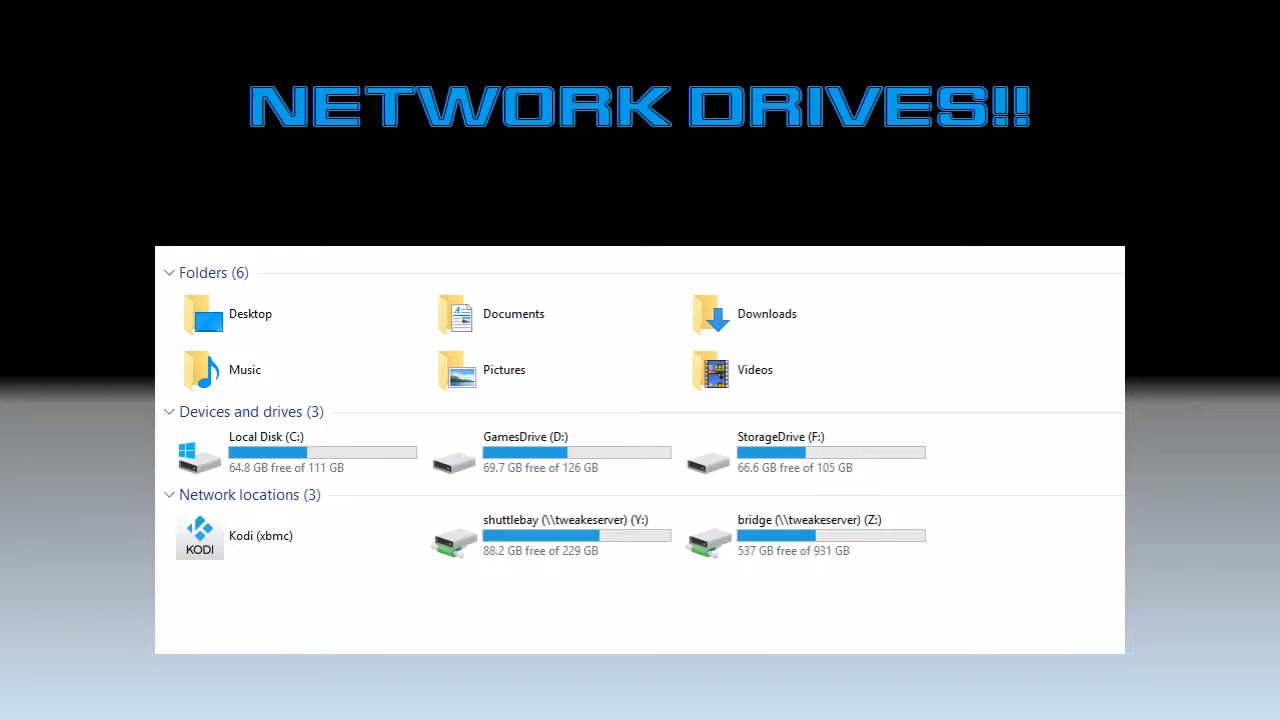 NETWORK DRIVES!!
Folders (6)
Desktop
Documents
Downloads
Music
Pictures
Videos
Devices and drives (3)
Local Disk (C:)
64.8 GB free of 111 GB
GamesDrive (D:)
69.7 GB free of 126 GB
StorageDrive (F:)
66.6 GB free of 105 GB
Network locations (3)
KODI
Kodi (xbmc)
shuttlebay (\\tweakeserver) (Y:)
88.2 GB free of 229 GB
bridge (\\tweakeserver) (Z:)
537 GB free of 931 GB